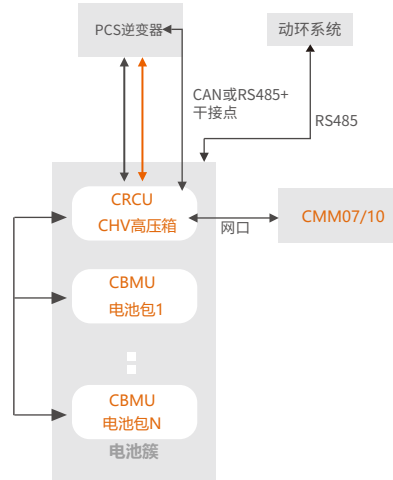 PCS逆变器
动环系统
CAN或RS485+
干接点
RS485
CRCU
CHV高压箱
网口
CMM07/10
CBMU
电池包1
CBMU
电池包N
电池簇